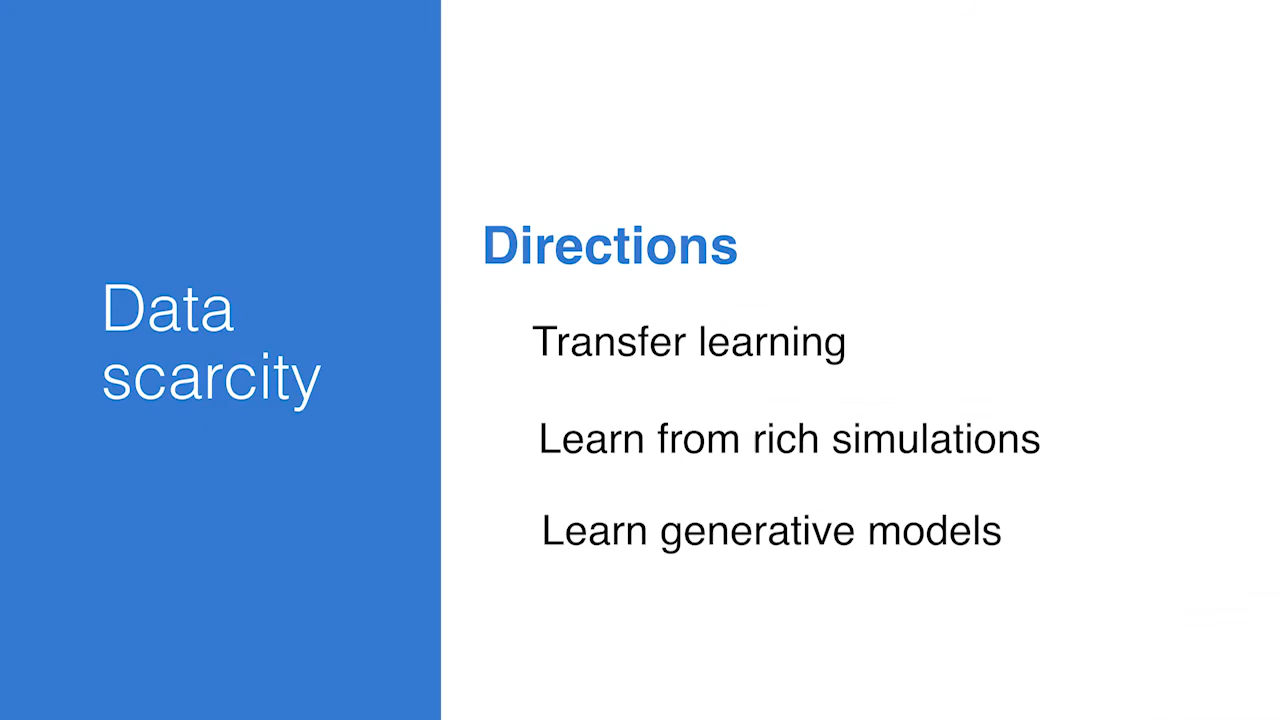 Data
scarcity
Directions
Transfer learning
Learn from rich simulations
Learn generative models